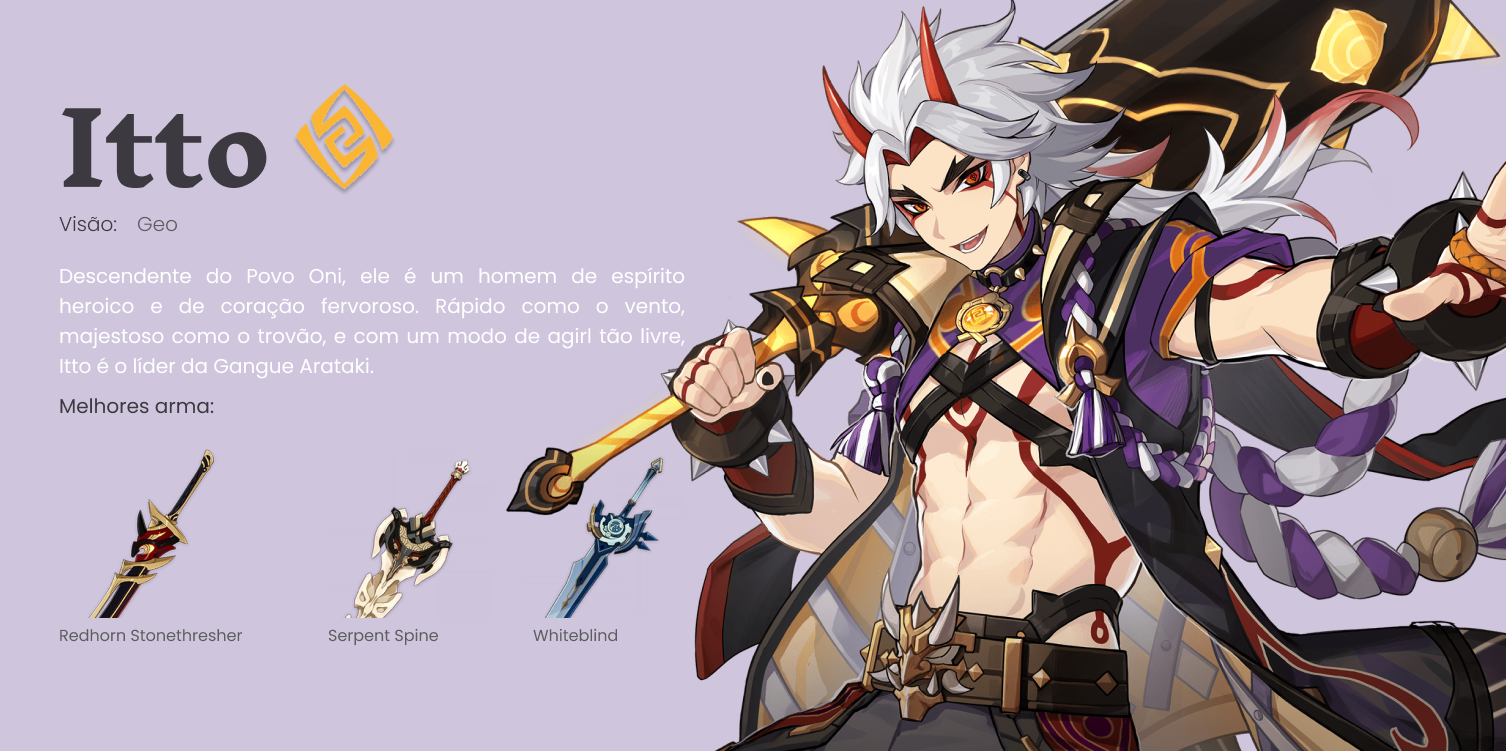 Itto
Visão: Geo
Descendente do Povo Oni, ele é um homem de espírito
heroico e de coração fervoroso. Rápido como o vento,
majestoso como o trovão, e com um modo de agirl tão livre,
Itto é o líder da Gangue Arataki.
Melhores arma:
Redhorn Stonethresher Serpent Spine Whiteblind